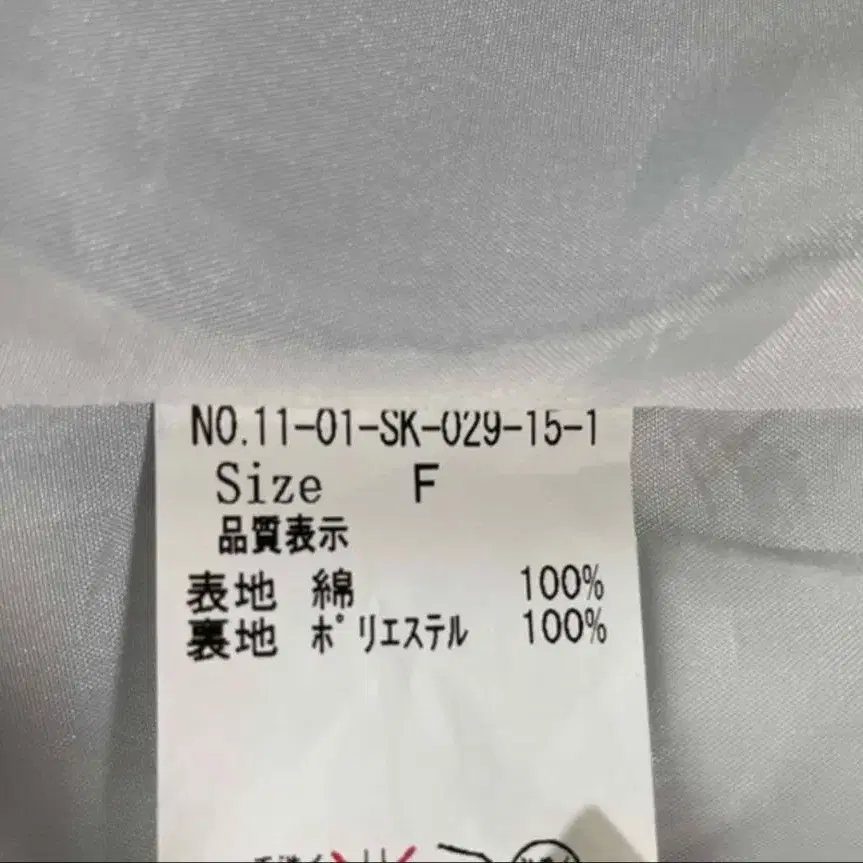 NO.11-01-SK-029-15-1
Size F
品質表示
表地 綿 100%
裏地 ポリエステル 100%